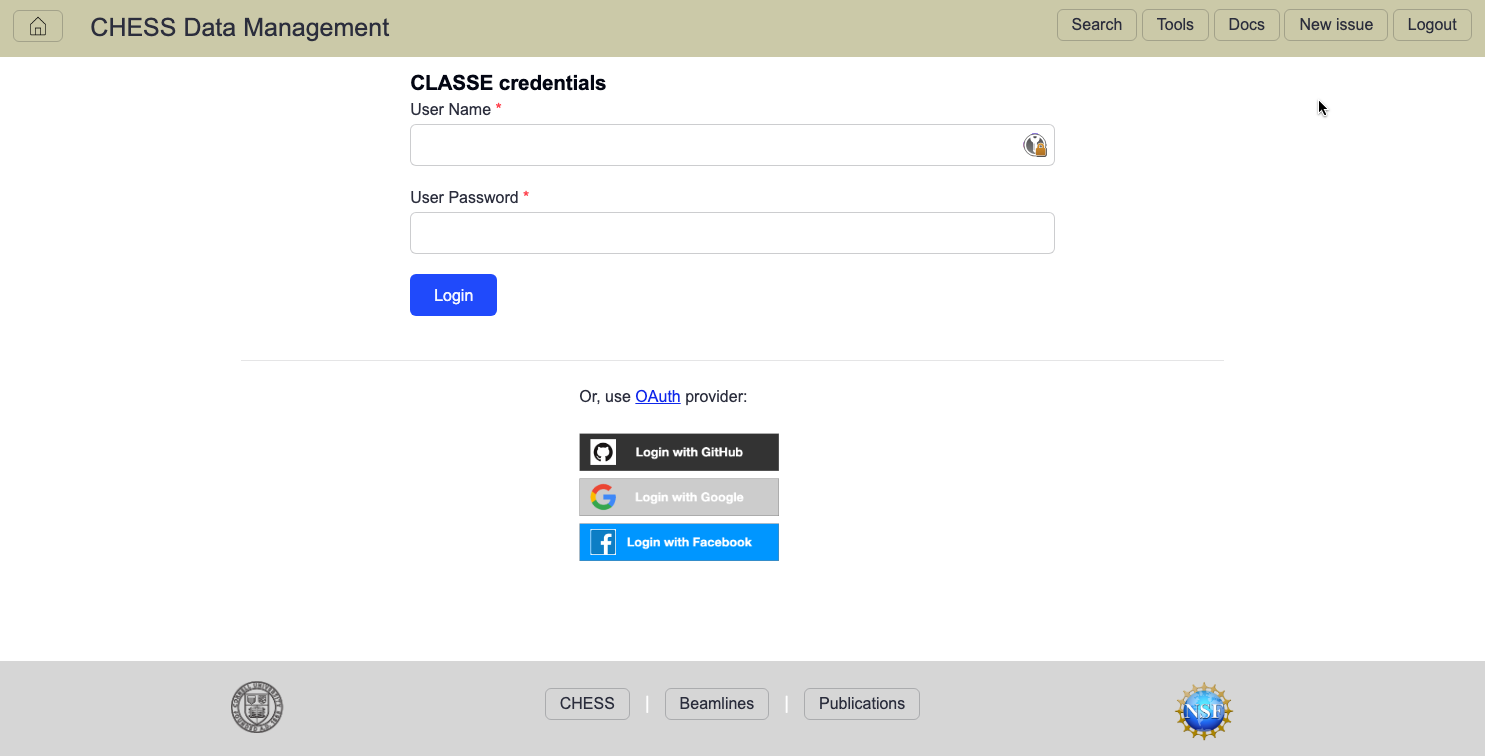 CHESS Data Management
Search Tools Docs New issue Logout
CLASSE credentials
User Name *
User Password *
Login
Or, use OAuth provider:
Login with GitHub
Login with Google
Login with Facebook
CHESS | Beamlines | Publications
NSF